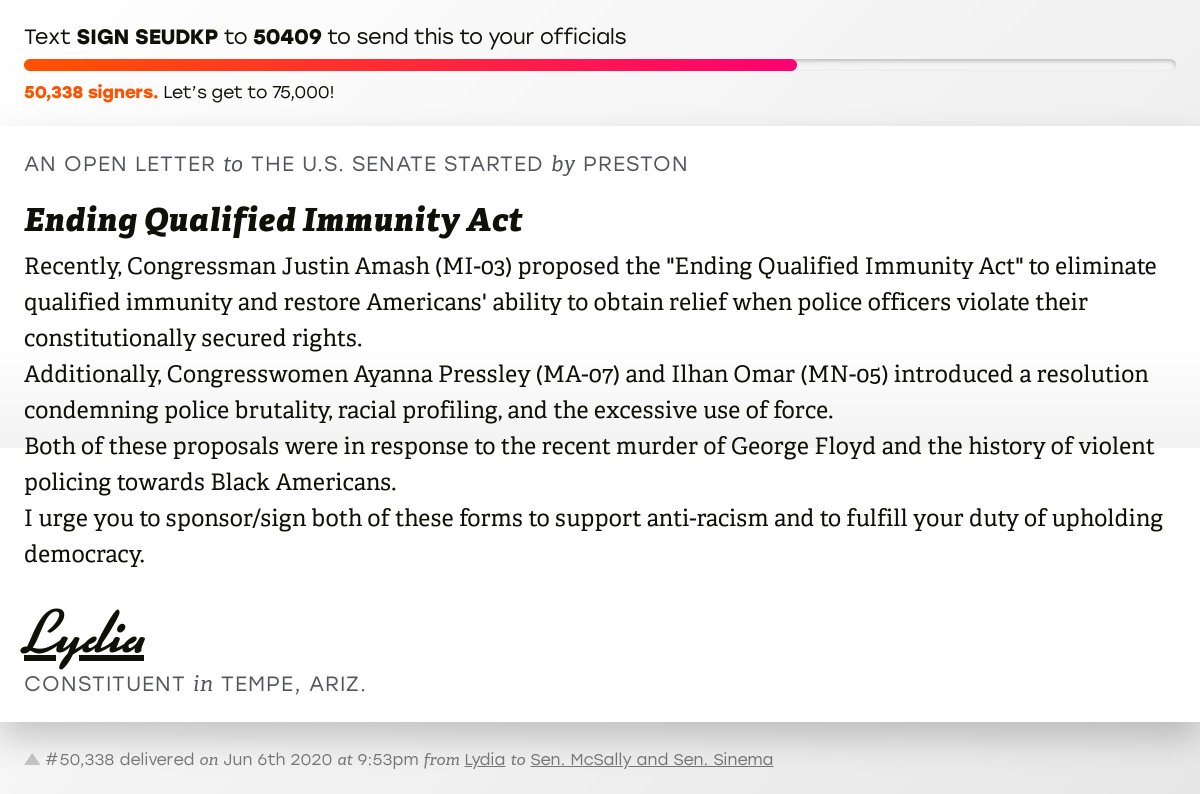 Text SIGN SEUDKP to 50409 to send this to your officials
50,338 signers. Let’s get to 75,000!
AN OPEN LETTER to THE U.S. SENATE STARTED by PRESTON
Ending Qualified Immunity Act
Recently, Congressman Justin Amash (MI-03) proposed the "Ending Qualified Immunity Act" to eliminate
qualified immunity and restore Americans' ability to obtain relief when police officers violate their
constitutionally secured rights.
Additionally, Congresswomen Ayanna Pressley (MA-07) and Ilhan Omar (MN-05) introduced a resolution
condemning police brutality, racial profiling, and the excessive use of force.
Both of these proposals were in response to the recent murder of George Floyd and the history of violent
policing towards Black Americans.
I urge you to sponsor/sign both of these forms to support anti-racism and to fulfill your duty of upholding
democracy.
Lydia
CONSTITUENT in TEMPE, ARIZ.
#50,338 delivered on Jun 6th 2020 at 9:53pm from Lydia to Sen. McSally and Sen. Sinema